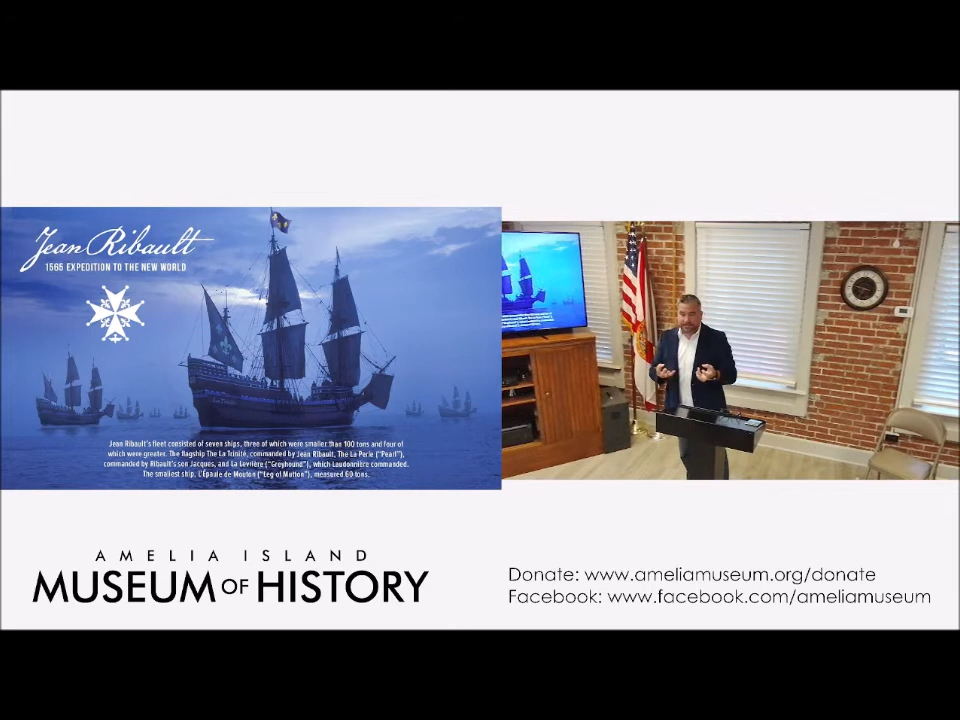 Jean Ribault
1565 EXPEDITION TO THE NEW WORLD
Jean Ribault's fleet consisted of seven ships, three of which were smaller than 100 tons and four of
which were greater. The flagship The La Trinité, commanded by Jean Ribault, The La Perle ("Pearl"),
commanded by Ribault's son Jacques, and La Levrière ("Greyhound"), which Laudonnière commanded.
The smallest ship, L'Épaule de Mouton ("Leg of Mutton"), measured 60 tons.
AMELIA ISLAND
MUSEUM OF HISTORY
Donate: www.ameliamuseum.org/donate
Facebook: www.facebook.com/ameliamuseum